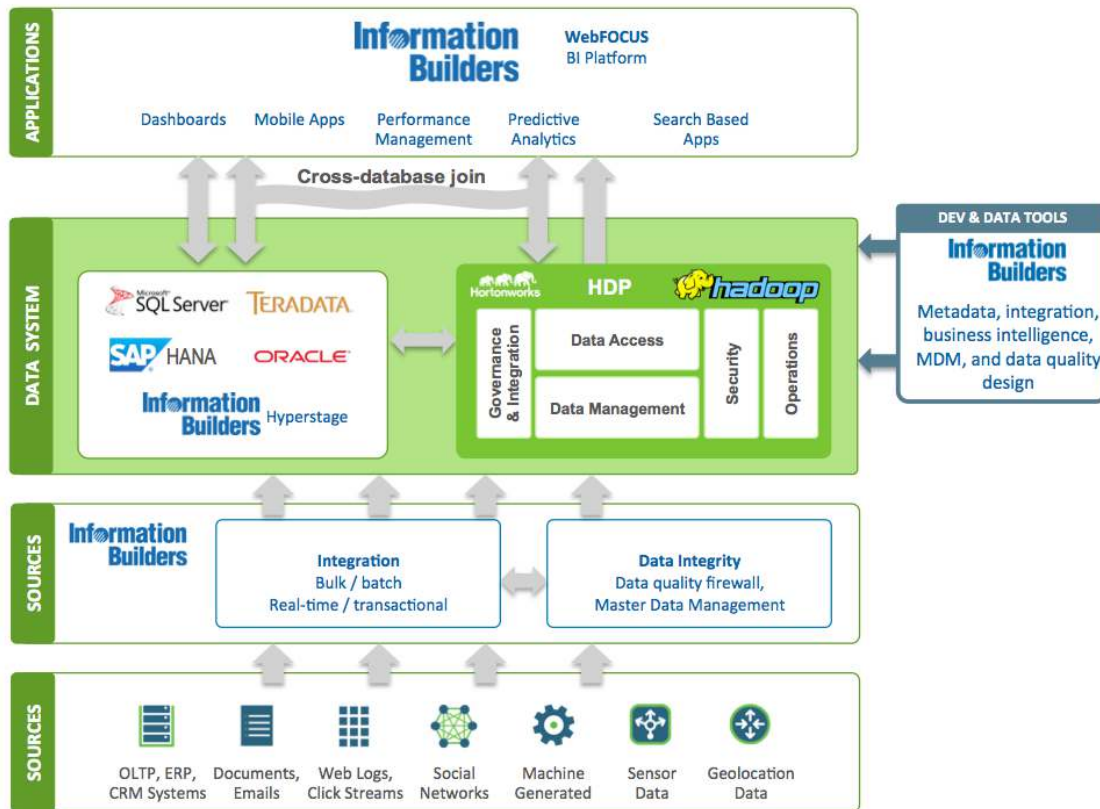 APPLICATIONS
Information
Builders
WebFOCUS
BI Platform
Dashboards
Mobile Apps
Performance
Management
Predictive
Analytics
Search Based
Apps
Cross-database join
DATA SYSTEM
Microsoft
SQL Server
TERADATA
SAP HANA
ORACLE
Information
Builders Hyperstage
Hortonworks
HDP
hadoop
Governance
& Integration
Data Access
Data Management
Security
Operations
DEV & DATA TOOLS
Information
Builders
Metadata, integration,
business intelligence,
MDM, and data quality
design
SOURCES
Information
Builders
Integration
Bulk / batch
Real-time / transactional
Data Integrity
Data quality firewall,
Master Data Management
SOURCES
OLTP, ERP,
CRM Systems
Documents,
Emails
Web Logs,
Click Streams
Social
Networks
Machine
Generated
Sensor
Data
Geolocation
Data